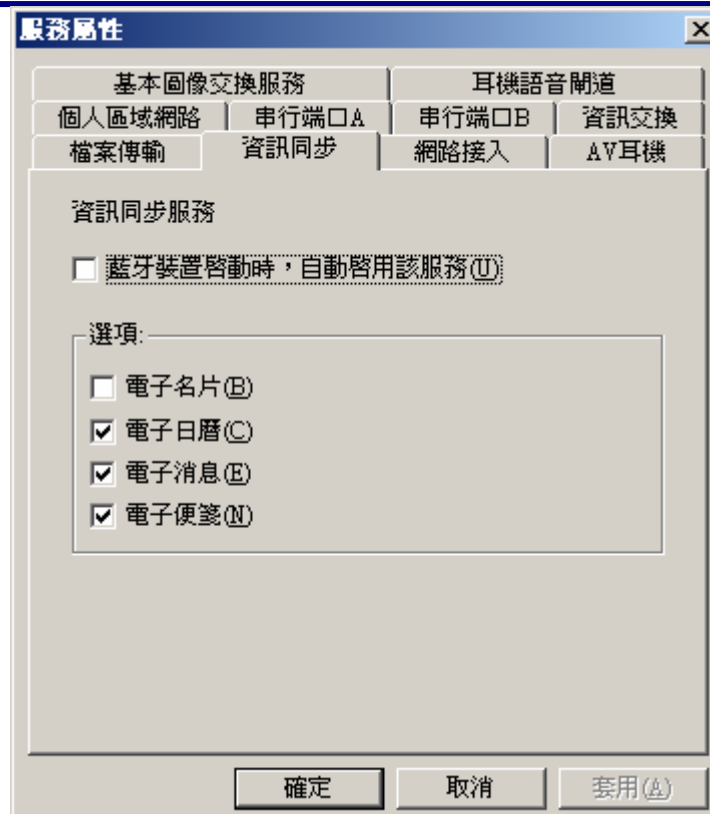 服務屬性
基本圖像交換服務 耳機語音閘道
個人區域網路 串行端口A 串行端口B 資訊交換
檔案傳輸 資訊同步 網路接入 AV耳機
資訊同步服務
藍牙裝置啓動時，自動啓用該服務(U)
選項:
電子名片(B)
電子日曆(C)
電子消息(E)
電子便箋(N)
確定 取消 套用(A)